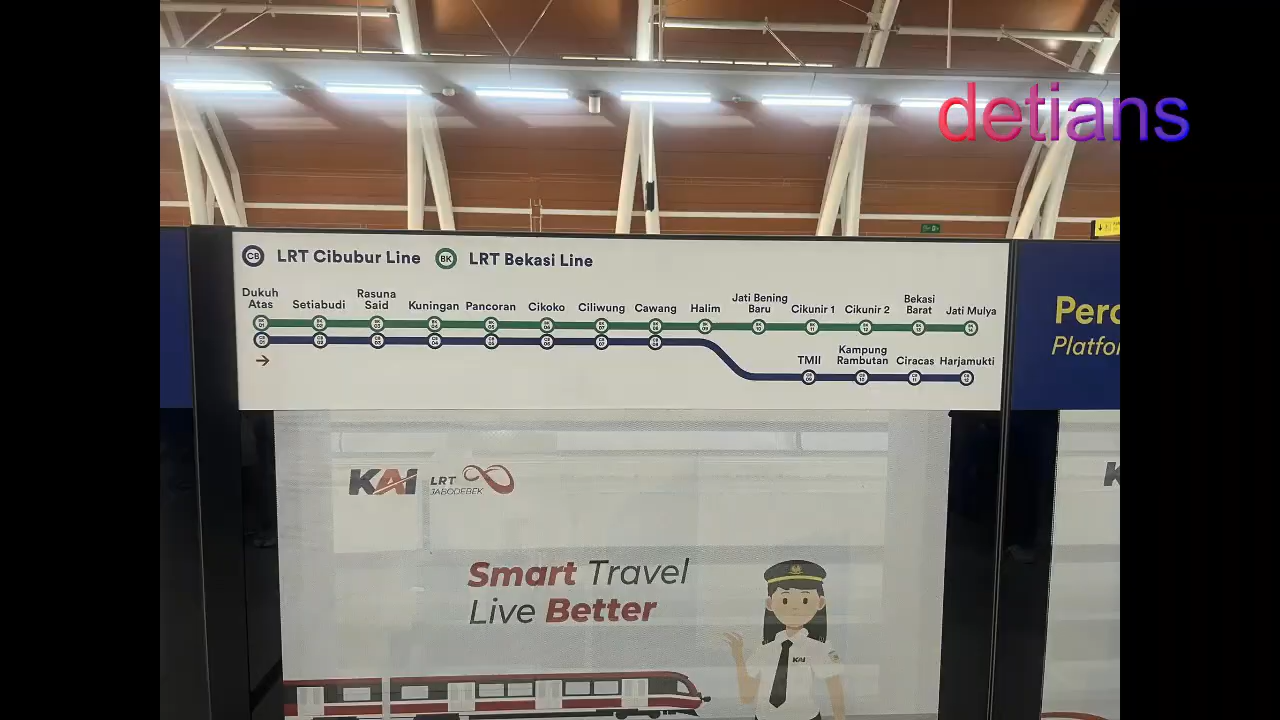 detians
CB LRT Cibubur Line BK LRT Bekasi Line
Dukuh Atas Setiabudi Rasuna Said Kuningan Pancoran Cikoko Ciliwung Cawang Halim Jati Bening Baru Cikunir 1 Cikunir 2 Bekasi Barat Jati Mulya
TMII Kampung Rambutan Ciracas Harjamukti
KAI LRT
JABODEBEK
Smart Travel
Live Better
KAI